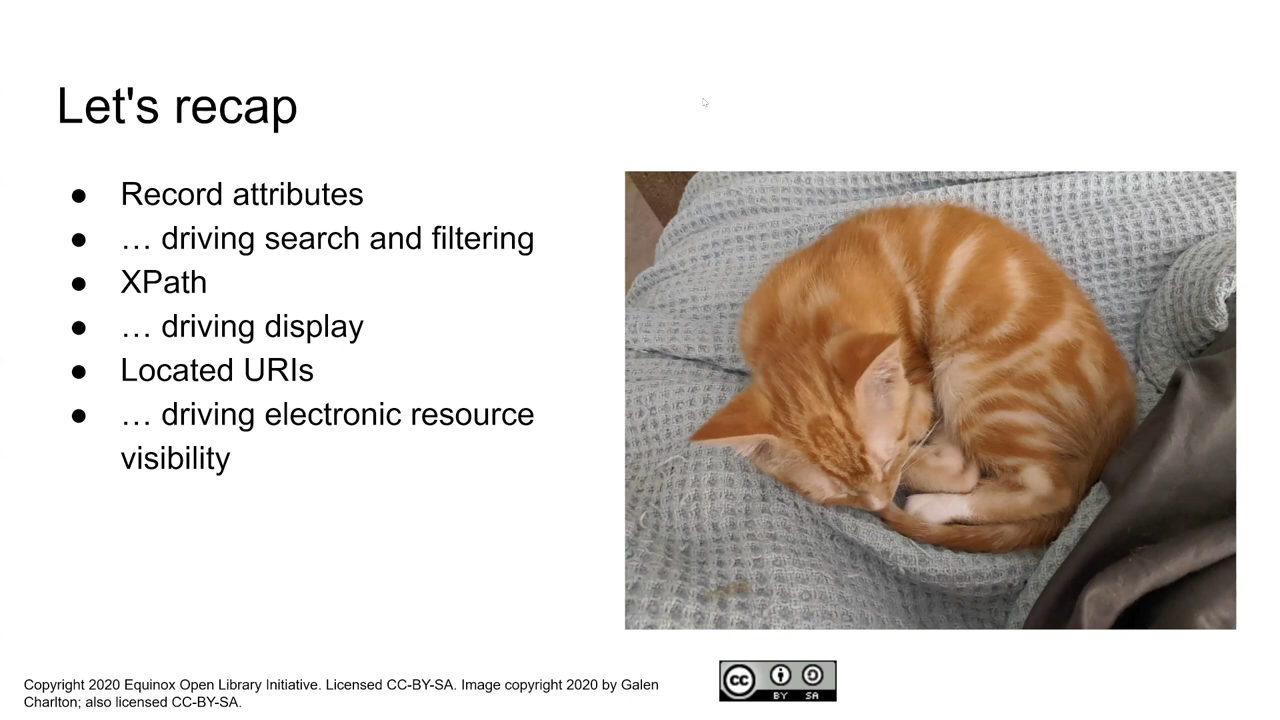 Let's recap
● Record attributes
● … driving search and filtering
● XPath
● … driving display
● Located URIs
● … driving electronic resource
visibility
Copyright 2020 Equinox Open Library Initiative. Licensed CC-BY-SA. Image copyright 2020 by Galen
Charlton; also licensed CC-BY-SA.
cc BY SA